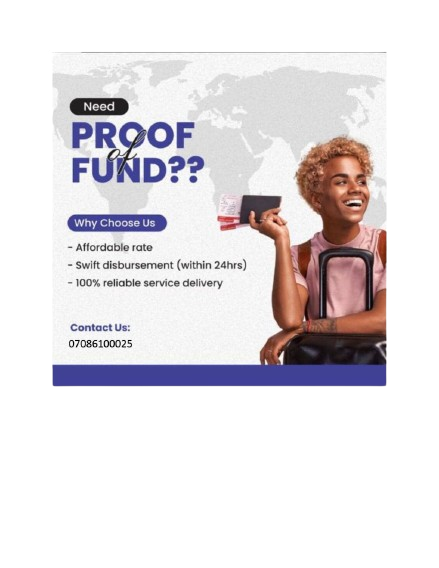 Need
PROOF
of
FUND??
Why Choose Us
- Affordable rate
- Swift disbursement (within 24hrs)
- 100% reliable service delivery
Contact Us:
07086100025